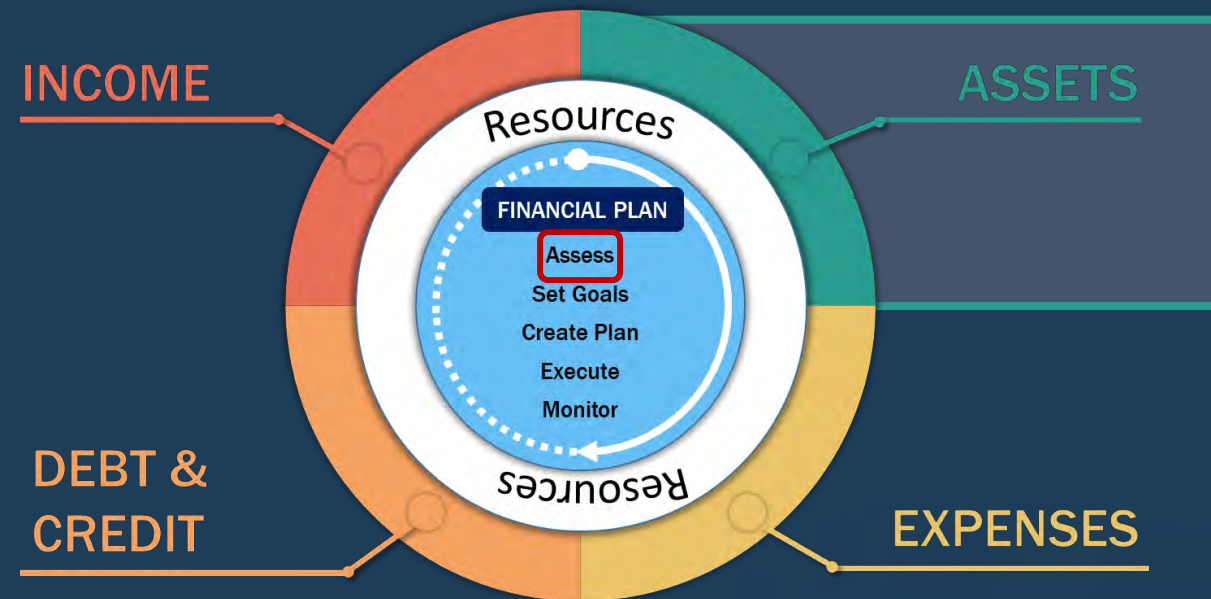 INCOME
ASSETS
Resources
FINANCIAL PLAN
Assess
Set Goals
Create Plan
Execute
Monitor
Resources
DEBT &
CREDIT
EXPENSES